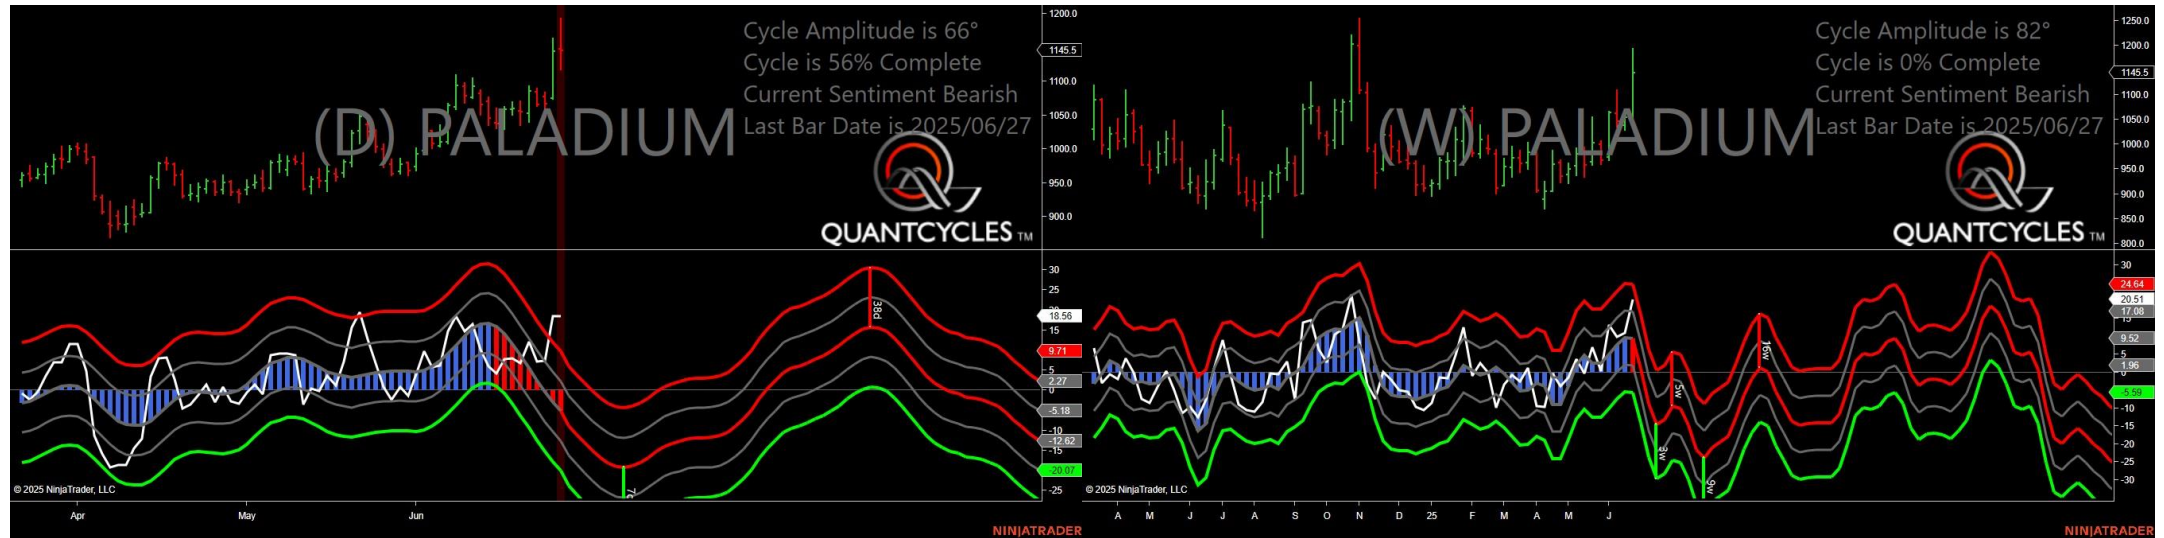 Cycle Amplitude is 66°
Cycle is 56% Complete
Current Sentiment Bearish
Last Bar Date is 2025/06/27
(D) PALADIUM
QUANTCYCLES TM
1200.0
1145.5
1100.0
1050.0
1000.0
950.0
900.0
30
25
18.56
15
9.71
5
2.27
0
-5.18
-12.62
-20.07
-25
38d
© 2025 NinjaTrader, LLC
Apr May Jun
NINJATRADER
Cycle Amplitude is 82°
Cycle is 0% Complete
Current Sentiment Bearish
Last Bar Date is 2025/06/27
(W) PALADIUM
QUANTCYCLES TM
1250.0
1200.0
1145.5
1100.0
1050.0
1000.0
950.0
900.0
850.0
800.0
30
24.64
20.51
17.08
15
9.52
5
1.96
-5.59
-10
-15
-20
-25
-30
3w
5w
9w
16w
© 2025 NinjaTrader, LLC
A M J J A S O N D 25 F M A M J
NINJATRADER